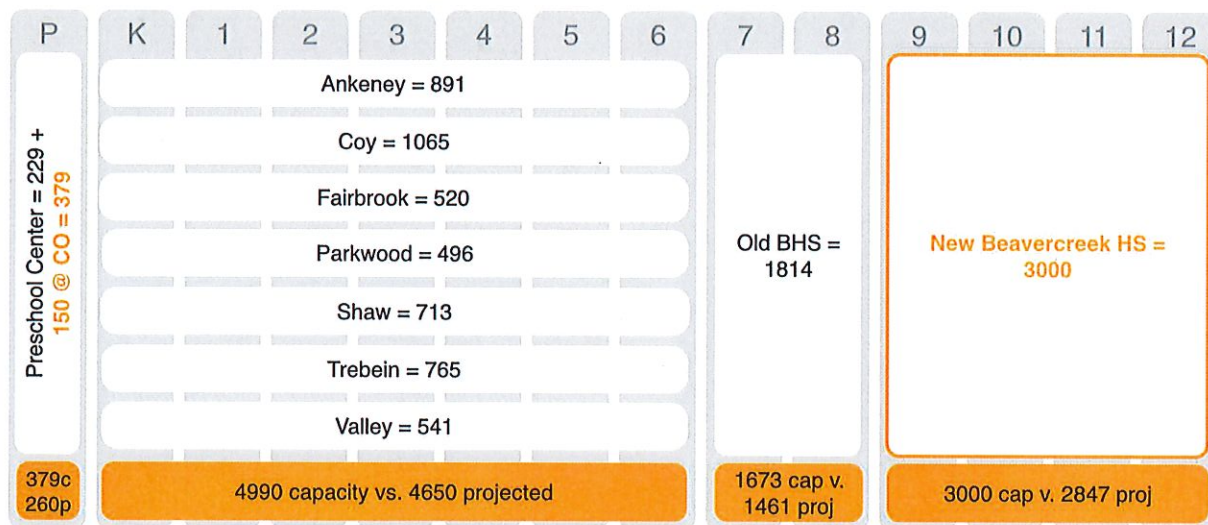 P K 1 2 3 4 5 6 7 8 9 10 11 12
Preschool Center = 229 +
150 @ CO = 379
Ankeney = 891
Coy = 1065
Fairbrook = 520
Parkwood = 496
Shaw = 713
Trebein = 765
Valley = 541
Old BHS =
1814
New Beavercreek HS =
3000
379c
260p
4990 capacity vs. 4650 projected
1673 cap v.
1461 proj
3000 cap v. 2847 proj